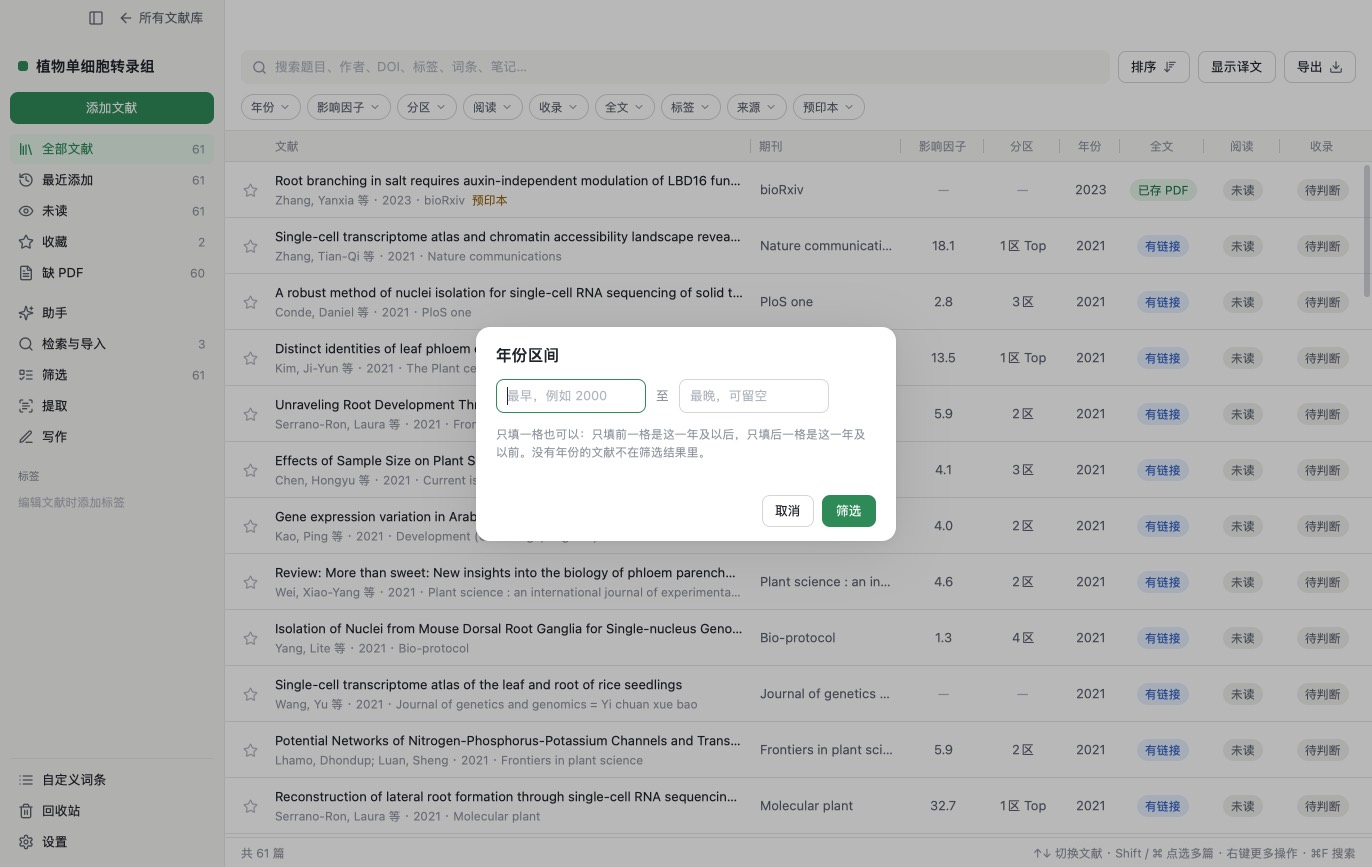 所有文献库
植物单细胞转录组
添加文献
全部文献 61
最近添加 61
未读 61
收藏 2
缺 PDF 60
助手
检索与导入 3
筛选 61
提取
写作
标签
编辑文献时添加标签
自定义词条
回收站
设置
搜索题目、作者、DOI、标签、词条、笔记...
排序 显示译文 导出
年份 影响因子 分区 阅读 收录 全文 标签 来源 预印本
文献 期刊 影响因子 分区 年份 全文 阅读 收录
Root branching in salt requires auxin-independent modulation of LBD16 fun...
Zhang, Yanxia 等 · 2023 · bioRxiv 预印本
bioRxiv — — 2023 已存 PDF 未读 待判断
Single-cell transcriptome atlas and chromatin accessibility landscape revea...
Zhang, Tian-Qi 等 · 2021 · Nature communications
Nature communicati... 18.1 1区 Top 2021 有链接 未读 待判断
A robust method of nuclei isolation for single-cell RNA sequencing of solid t...
Conde, Daniel 等 · 2021 · PloS one
PloS one 2.8 3区 2021 有链接 未读 待判断
Distinct identities of leaf phloem
Kim, Ji-Yun 等 · 2021 · The Plant ce
13.5 1区 Top 2021 有链接 未读 待判断
Unraveling Root Development Thr
Serrano-Ron, Laura 等 · 2021 · Fron
5.9 2区 2021 有链接 未读 待判断
Effects of Sample Size on Plant S
Chen, Hongyu 等 · 2021 · Current is
4.1 3区 2021 有链接 未读 待判断
Gene expression variation in Arab
Kao, Ping 等 · 2021 · Development
4.0 2区 2021 有链接 未读 待判断
Review: More than sweet: New insights into the biology of phloem parench...
Wei, Xiao-Yang 等 · 2021 · Plant science : an international journal of experimenta...
Plant science : an in... 4.6 2区 2021 有链接 未读 待判断
Isolation of Nuclei from Mouse Dorsal Root Ganglia for Single-nucleus Geno...
Yang, Lite 等 · 2021 · Bio-protocol
Bio-protocol 1.3 4区 2021 有链接 未读 待判断
Single-cell transcriptome atlas of the leaf and root of rice seedlings
Wang, Yu 等 · 2021 · Journal of genetics and genomics = Yi chuan xue bao
Journal of genetics ... — — 2021 有链接 未读 待判断
Potential Networks of Nitrogen-Phosphorus-Potassium Channels and Trans...
Lhamo, Dhondup; Luan, Sheng · 2021 · Frontiers in plant science
Frontiers in plant sci... 5.9 2区 2021 有链接 未读 待判断
Reconstruction of lateral root formation through single-cell RNA sequencin...
Serrano-Ron, Laura 等 · 2021 · Molecular plant
Molecular plant 32.7 1区 Top 2021 有链接 未读 待判断
共 61 篇
↑↓ 切换文献 · Shift / ⌘ 点选多篇 · 右键更多操作 · ⌘F 搜索
年份区间
最早，例如 2000 至 最晚，可留空
只填一格也可以：只填前一格是这一年及以后，只填后一格是这一年及
以前。没有年份的文献不在筛选结果里。
取消 筛选